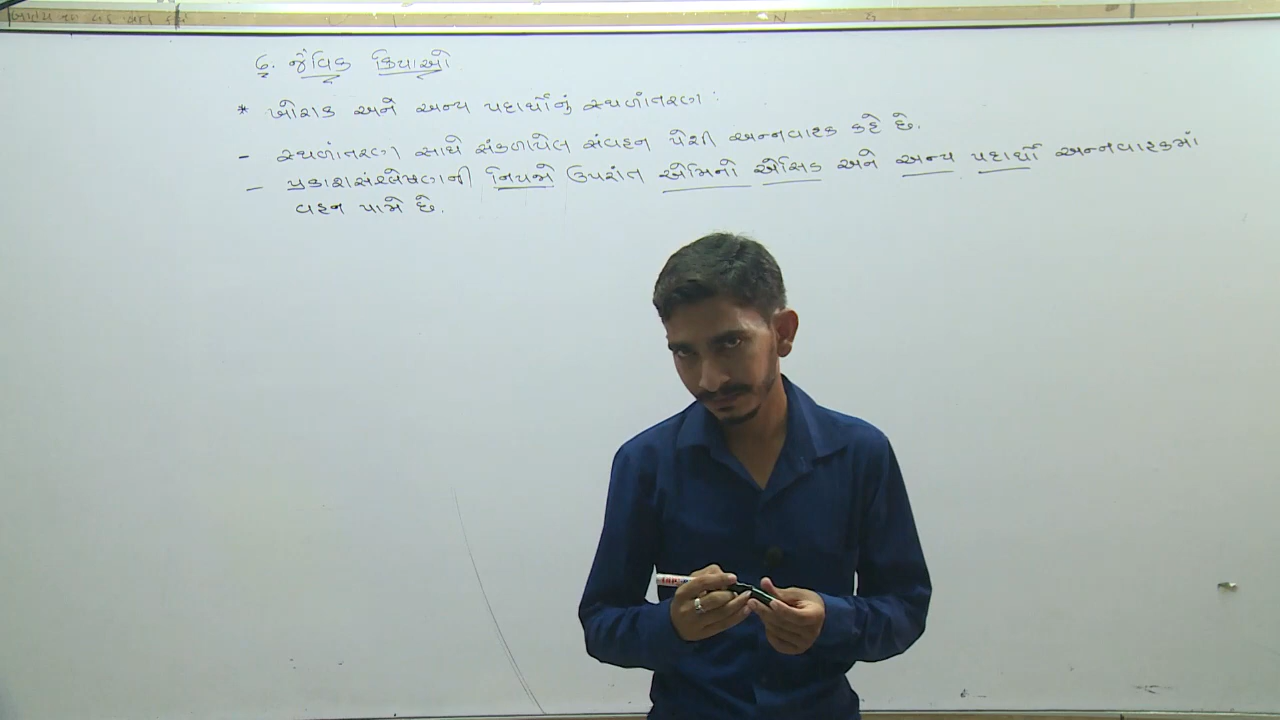 ૬. જૈવિક ક્રિયાઓ
* ખોરાક અને અન્ય પદાર્થોનું સ્થળાંતરણ :
- સ્થળાંતરણ સાથે સંકળાયેલ સંવહન પેશી અન્નવાહક કહે છે.
- પ્રકાશસંશ્લેષણની નિપજો ઉપરાંત એમિનો એસિડ અને અન્ય પદાર્થો અન્નવાહકમાં
વહન પામે છે.